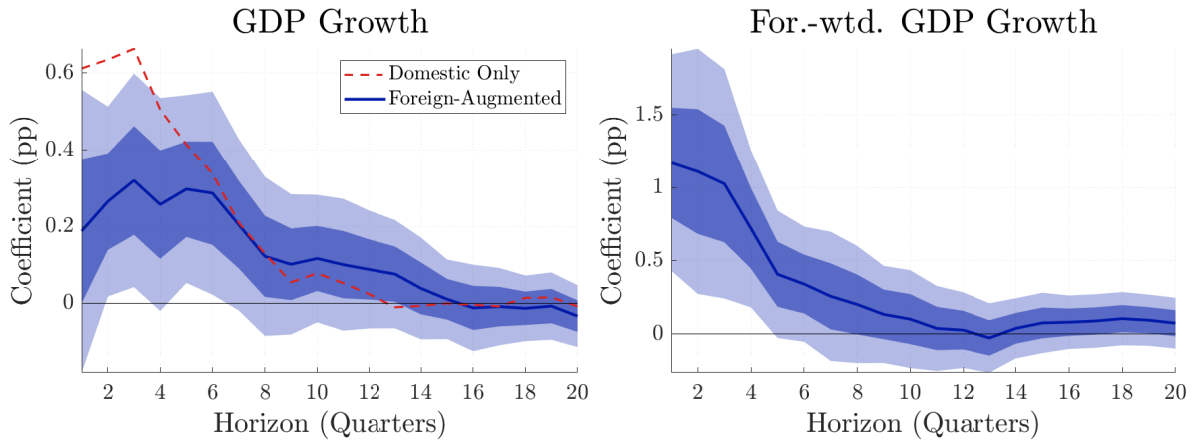 GDP Growth
Domestic Only
Foreign-Augmented
0.6
0.4
0.2
0
Coefficient (pp)
2 4 6 8 10 12 14 16 18 20
Horizon (Quarters)
For.-wtd. GDP Growth
1.5
1
0.5
0
Coefficient (pp)
2 4 6 8 10 12 14 16 18 20
Horizon (Quarters)